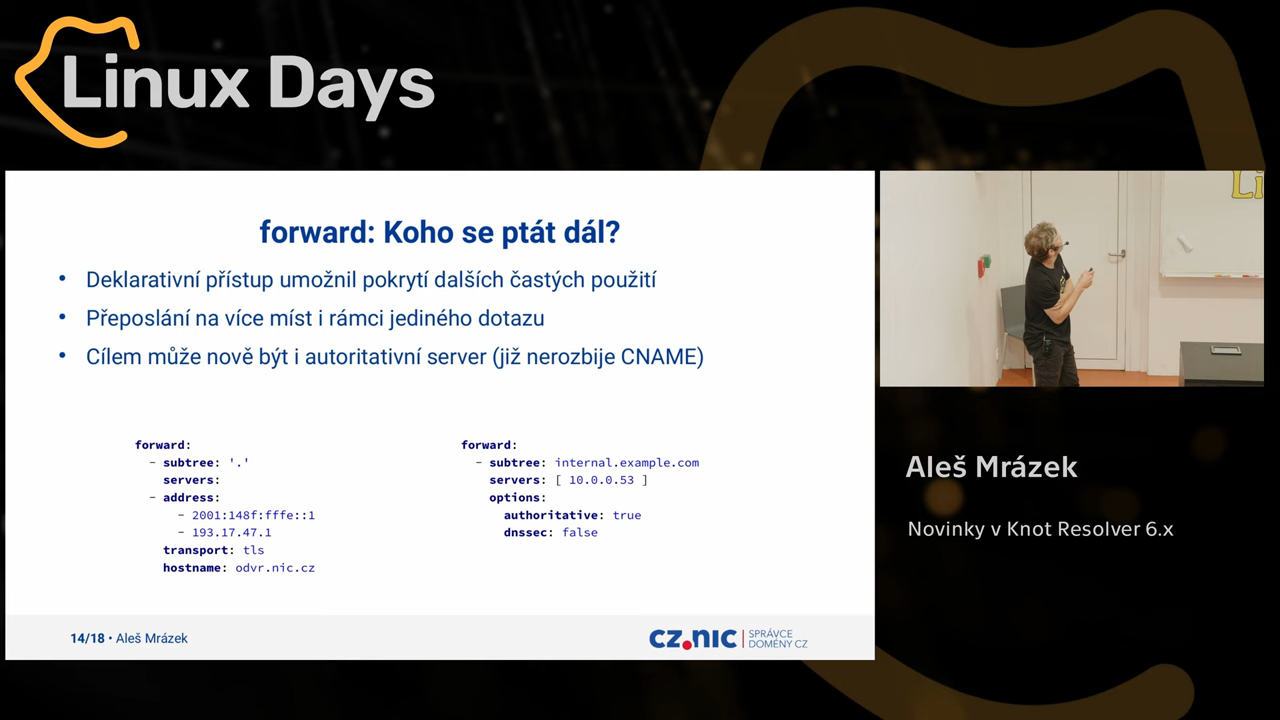 Linux Days
forward: Koho se ptát dál?
• Deklarativní přístup umožnil pokrytí dalších častých použití
• Přeposlání na více míst i rámci jediného dotazu
• Cílem může nově být i autoritativní server (již nerozbije CNAME)
forward:
- subtree: '.'
servers:
- address:
- 2001:148f:fffe::1
- 193.17.47.1
transport: tls
hostname: odvr.nic.cz
forward:
- subtree: internal.example.com
servers: [ 10.0.0.53 ]
options:
authoritative: true
dnssec: false
14/18 • Aleš Mrázek
CZ.NIC
SPRÁVCE
DOMÉNY CZ
Li
Aleš Mrázek
Novinky v Knot Resolver 6.x